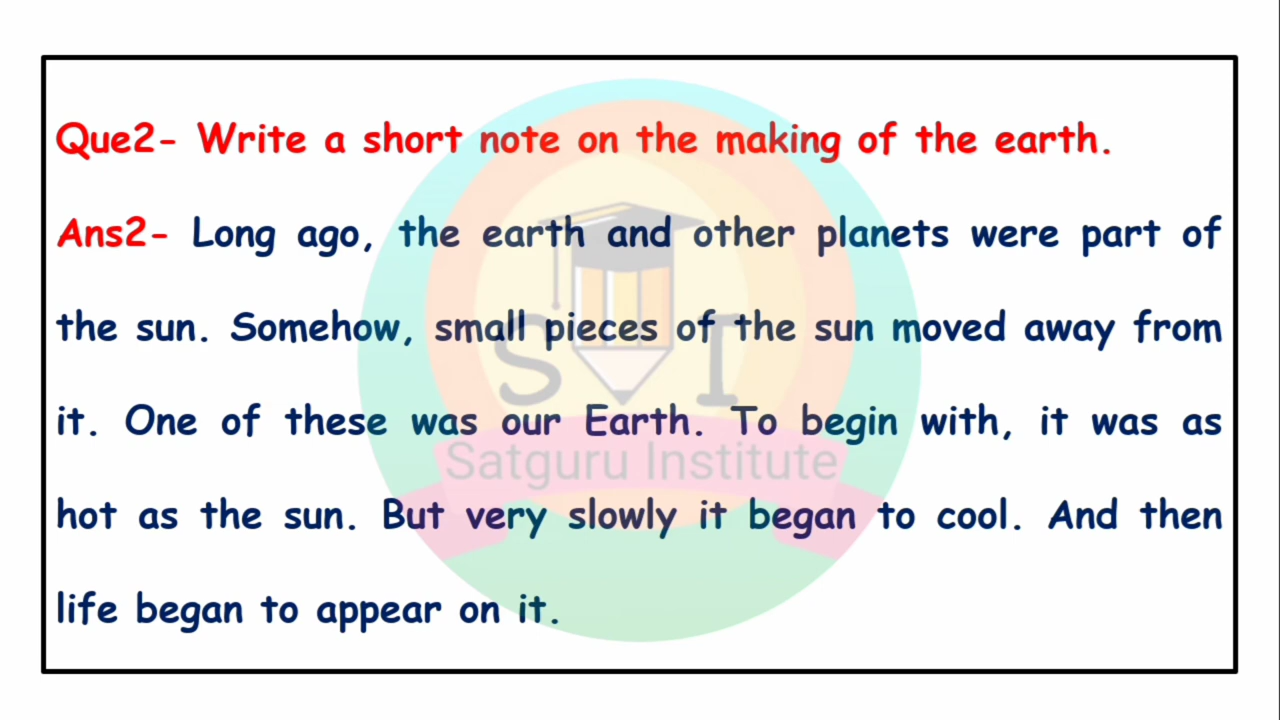 Que2- Write a short note on the making of the earth.
Ans2- Long ago, the earth and other planets were part of
the sun. Somehow, small pieces of the sun moved away from
it. One of these was our Earth. To begin with, it was as
hot as the sun. But very slowly it began to cool. And then
life began to appear on it.
S I
Satguru Institute